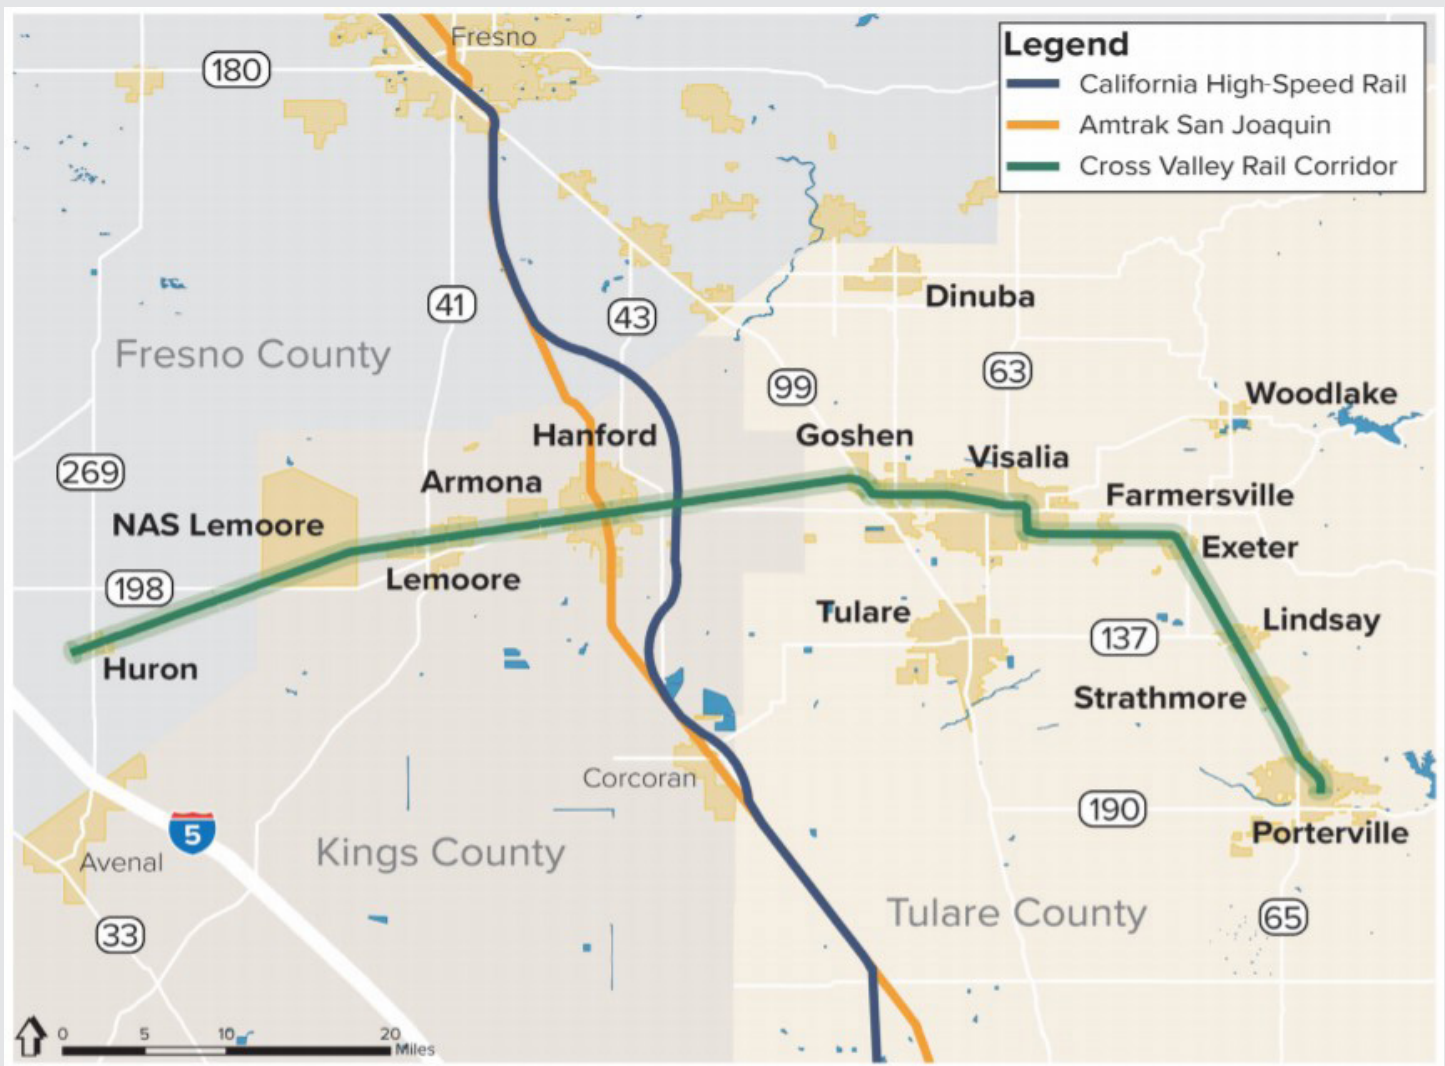 Fresno
Legend
California High-Speed Rail
Amtrak San Joaquin
Cross Valley Rail Corridor
180
41
43
Dinuba
Fresno County
99
63
Woodlake
Hanford
Goshen
Visalia
269
Armona
Farmersville
NAS Lemoore
Exeter
198
Lemoore
Tulare
Lindsay
137
Huron
Strathmore
Corcoran
190
5
Porterville
Avenal
Kings County
Tulare County
33
65
0 5 10 20
Miles